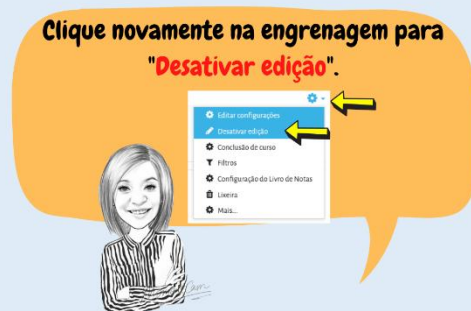 Clique novamente na engrenagem para
"Desativar edição".
Editar configurações
Desativar edição
Conclusão de curso
Filtros
Configuração do Livro de Notas
Lixeira
Mais...